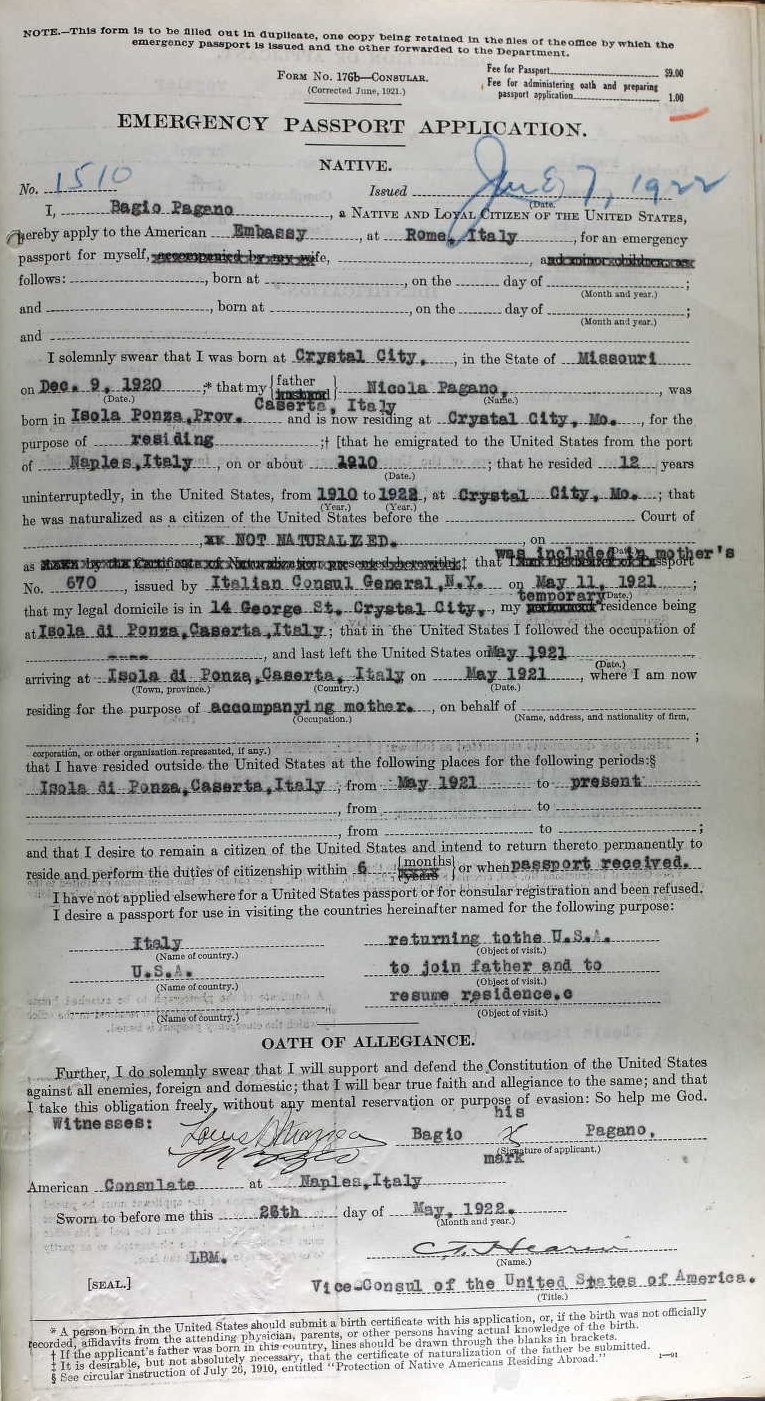 NOTE.—This form is to be filled out in duplicate, one copy being retained in the files of the office by which the
emergency passport is issued and the other forwarded to the Department.
FORM NO. 176b—CONSULAR.
(Corrected June, 1921.)
Fee for Passport $9.00
Fee for administering oath and preparing
passport application 1.00
EMERGENCY PASSPORT APPLICATION.
NATIVE.
No. 1510 Issued June 7, 1922
(Date.)
I, Bagio Pagano, a NATIVE AND LOYAL CITIZEN OF THE UNITED STATES,
hereby apply to the American Embassy, at Rome, Italy, for an emergency
passport for myself, accompanied by my wife, , and minor children as
follows: , born at , on the day of ;
(Month and year.)
and , born at , on the day of ;
(Month and year.)
and
I solemnly swear that I was born at Crystal City, , in the State of Missouri
on Dec. 9, 1920 ;* that my {father husband} Nicola Pagano, , was
(Date.) (Name.)
Caserta, Italy
born in Isola Ponza,Prov. and is now residing at Crystal City, Mo. , for the
purpose of residing ;† [that he emigrated to the United States from the port
of Naples,Italy , on or about 1910 ; that he resided 12 years
(Date.)
uninterruptedly, in the United States, from 1910 to 1922, at Crystal City, Mo. ; that
(Year.) (Year.)
he was naturalized as a citizen of the United States before the Court of
, NOT NATURALIZED. , on
was included in mother's
as shown by the Certificate of Naturalization presented herewith];‡ that passport
No. 670 , issued by Italian Consul General,N.Y. on May 11, 1921 ;
temporary (Date.)
that my legal domicile is in 14 George St. Crystal City, , my permanent residence being
at Isola di Ponza,Caserta,Italy ; that in the United States I followed the occupation of
---- , and last left the United States on May 1921
(Date.)
arriving at Isola di Ponza,Caserta, Italy on May 1921 , where I am now
(Town, province.) (Country.) (Date.)
residing for the purpose of accompanying mother. , on behalf of
(Occupation.) (Name, address, and nationality of firm,
;
corporation, or other organization represented, if any.)
that I have resided outside the United States at the following places for the following periods:§
Isola di Ponza,Caserta,Italy , from May 1921 to present
, from to
, from to ;
and that I desire to remain a citizen of the United States and intend to return thereto permanently to
reside and perform the duties of citizenship within 6 {months years} or when passport received.
I have not applied elsewhere for a United States passport or for consular registration and been refused.
I desire a passport for use in visiting the countries hereinafter named for the following purpose:
Italy returning tothe U.S.A.
(Name of country.) (Object of visit.)
U.S.A. to join father and to
(Name of country.) (Object of visit.)
resume residence.c
(Name of country.) (Object of visit.)
OATH OF ALLEGIANCE.
Further, I do solemnly swear that I will support and defend the Constitution of the United States
against all enemies, foreign and domestic; that I will bear true faith and allegiance to the same; and that
I take this obligation freely, without any mental reservation or purpose of evasion: So help me God.
his
Witnesses: Bagio x Pagano,
(Signature of applicant.)
mark
American Consulate at Naples,Italy
Sworn to before me this 26th day of May, 1922.
(Month and year.)
LBM.
(Name.)
[SEAL.] Vice-Consul of the United States of America.
(Title.)
* A person born in the United States should submit a birth certificate with his application, or, if the birth was not officially
recorded, affidavits from the attending physician, parents, or other persons having actual knowledge of the birth.
† If the applicant's father was born in this country, lines should be drawn through the blanks in brackets.
‡ It is desirable, but not absolutely necessary, that the certificate of naturalization of the father be submitted.
§ See circular instruction of July 26, 1910, entitled "Protection of Native Americans Residing Abroad." 1—91